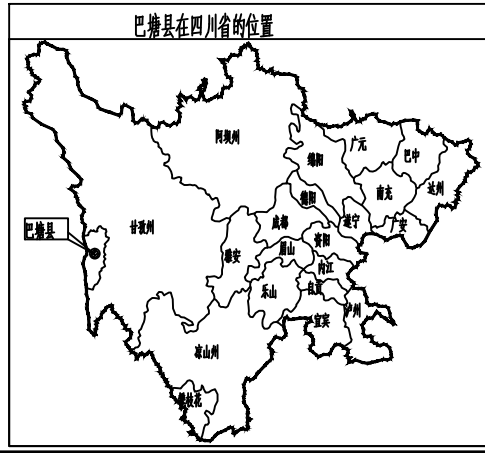 巴塘县在四川省的位置
阿坝州
广元
绵阳
巴中
达州
南充
德阳
甘孜州
成都
遂宁
广安
巴塘县
资阳
眉山
雅安
内江
乐山
自贡
泸州
宜宾
凉山州
攀枝花